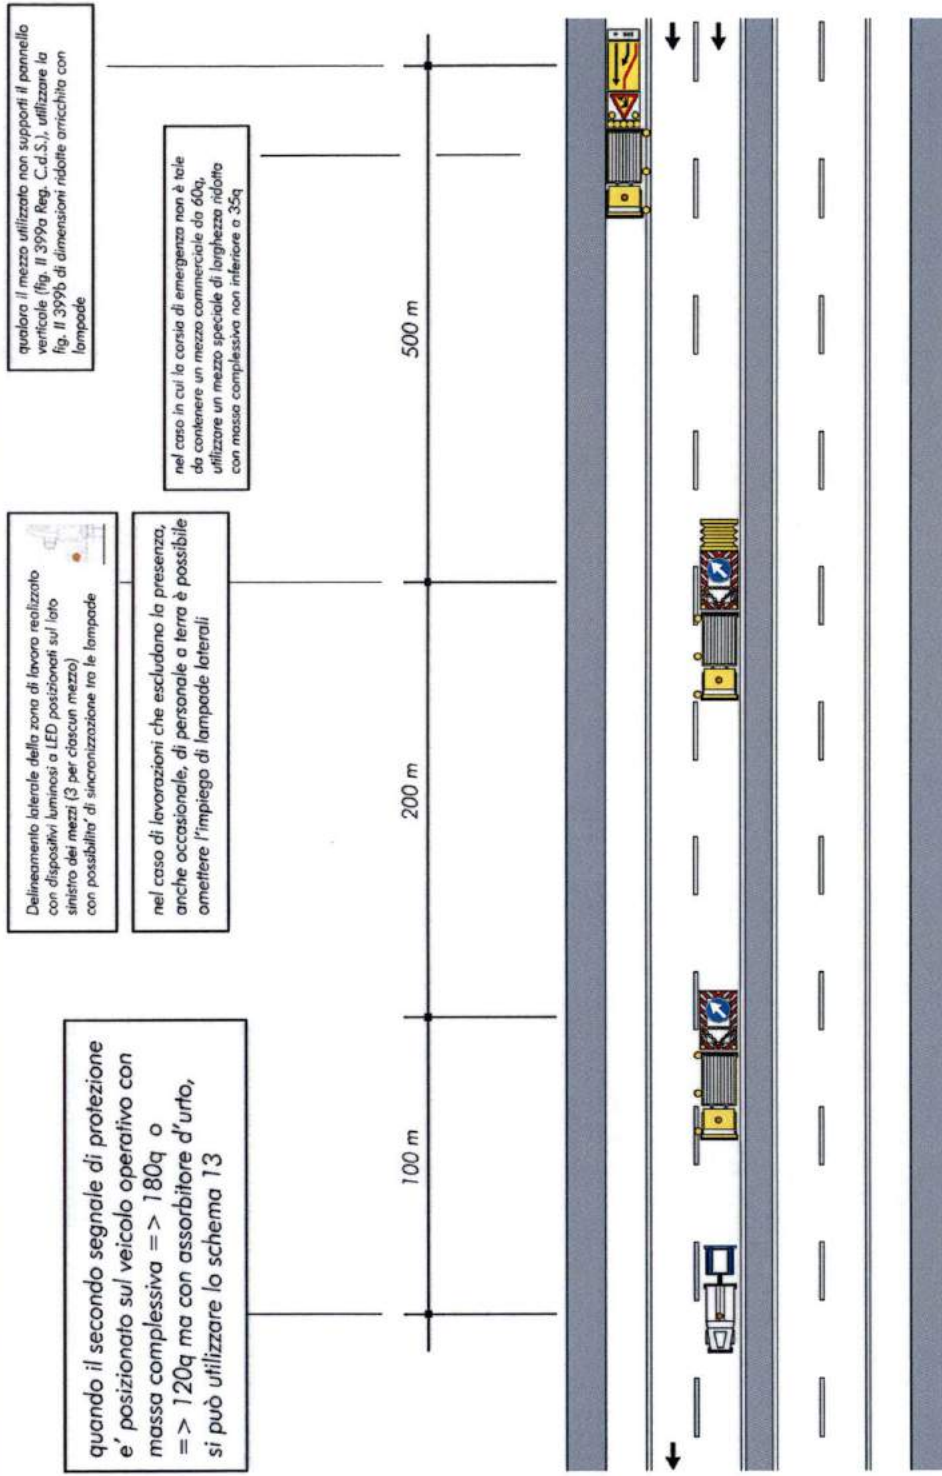 qualora il mezzo utilizzato non supporti il pannello
verticale (fig. II 399a Reg. C.d.S.), utilizzare la
fig. II 399b di dimensioni ridotte arricchita con
lampade
nel caso in cui la corsia di emergenza non è tale
da contenere un mezzo commerciale da 60q,
utilizzare un mezzo speciale di larghezza ridotta
con massa complessiva non inferiore a 35q
Delineamento laterale della zona di lavoro realizzato
con dispositivi luminosi a LED posizionati sul lato
sinistro dei mezzi (3 per ciascun mezzo)
con possibilita' di sincronizzazione tra le lampade
nel caso di lavorazioni che escludano la presenza,
anche occasionale, di personale a terra è possibile
omettere l'impiego di lampade laterali
quando il secondo segnale di protezione
e' posizionato sul veicolo operativo con
massa complessiva => 180q o
=> 120q ma con assorbitore d'urto,
si può utilizzare lo schema 13
500 m
200 m
100 m